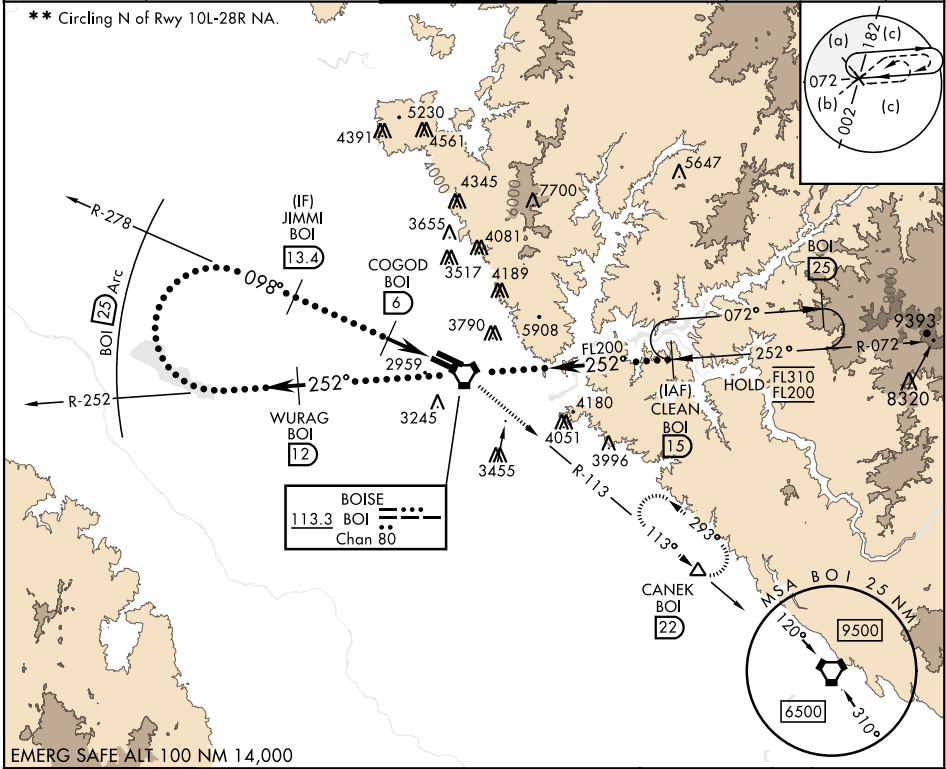 ** Circling N of Rwy 10L-28R NA.
(a)
182
(c)
072
(b)
(c)
002
5230
4391
4561
4000
4345
6000
7700
5647
3655
4081
3517
4189
R-278
(IF)
JIMMI
BOI
13.4
COGOD
BOI
6
BOI
25
098°
BOI 25 Arc
3790
5908
072°
8000
9393
2959
FL200
252°
252°
R-072
252°
HOLD FL310
FL200
8320
R-252
WURAG
BOI
12
3245
4180
(IAF)
CLEAN
BOI
15
4051
3996
3455
R-113
BOISE
113.3 BOI
Chan 80
113°
293°
CANEK
BOI
22
MSA BOI 25 NM
120°
9500
6500
310°
EMERG SAFE ALT 100 NM 14,000